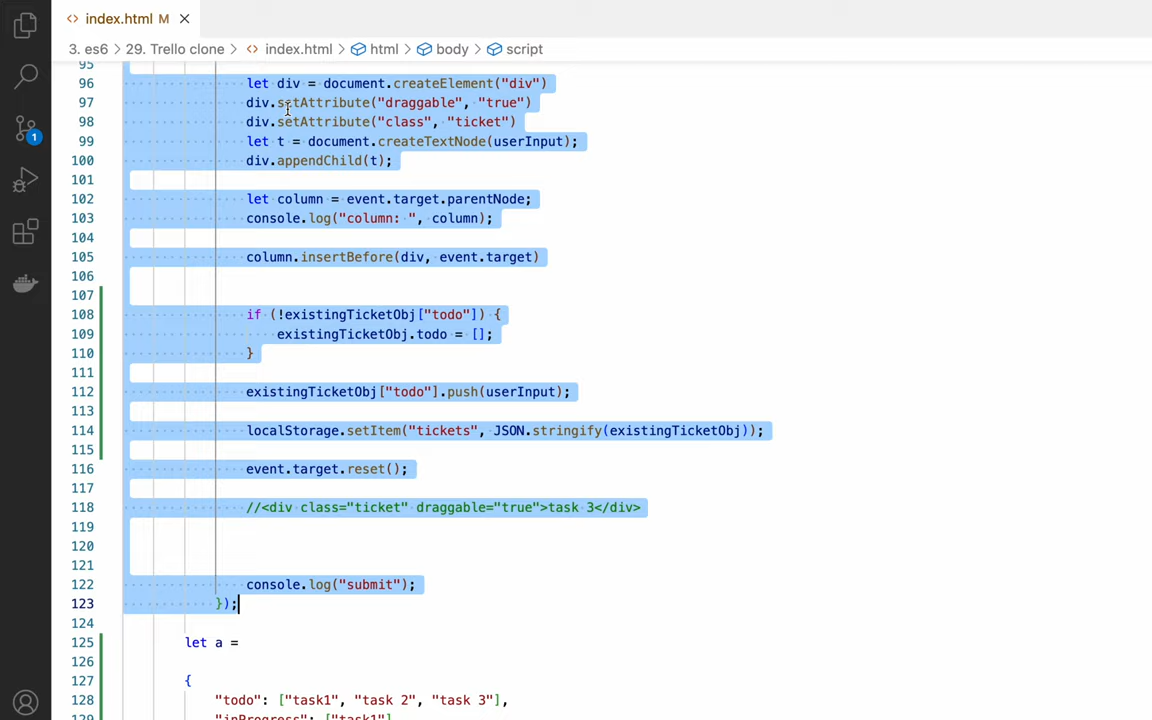 index.html M
3. es6 > 29. Trello clone > index.html > html > body > script
95
96 let div = document.createElement("div")
97 div.setAttribute("draggable", "true")
98 div.setAttribute("class", "ticket")
99 let t = document.createTextNode(userInput);
100 div.appendChild(t);
101
102 let column = event.target.parentNode;
103 console.log("column: ", column);
104
105 column.insertBefore(div, event.target)
106
107
108 if (!existingTicketObj["todo"]) {
109 existingTicketObj.todo = [];
110 }
111
112 existingTicketObj["todo"].push(userInput);
113
114 localStorage.setItem("tickets", JSON.stringify(existingTicketObj));
115
116 event.target.reset();
117
118 //<div class="ticket" draggable="true">task 3</div>
119
120
121
122 console.log("submit");
123 });
124
125 let a =
126
127 {
128 "todo": ["task1", "task 2", "task 3"],
129 "inProgress": ["task1"]
1